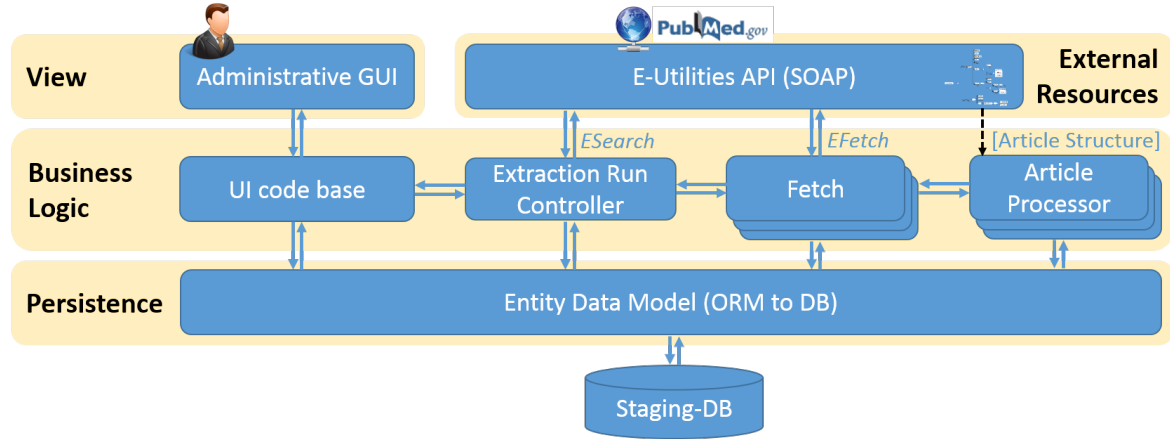 PubMed.gov
View
Administrative GUI
E-Utilities API (SOAP)
External
Resources
ESearch
EFetch
[Article Structure]
Business
Logic
UI code base
Extraction Run
Controller
Fetch
Article
Processor
Persistence
Entity Data Model (ORM to DB)
Staging-DB